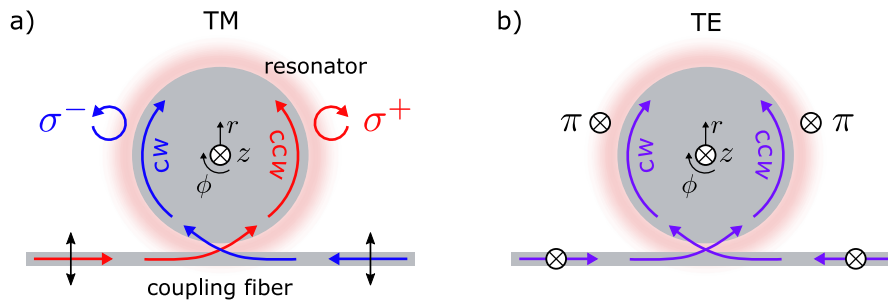 a)
TM
resonator
σ⁻
cw
ccw
σ⁺
r
z
ϕ
coupling fiber
b)
TE
π
cw
ccw
π
r
z
ϕ